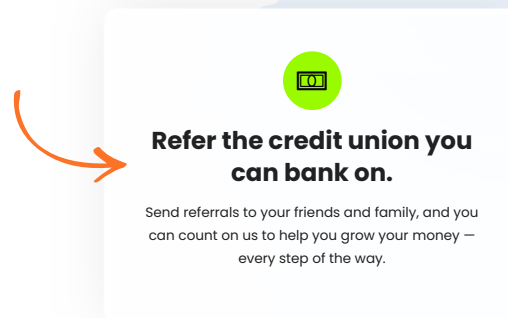 Refer the credit union you
can bank on.
Send referrals to your friends and family, and you
can count on us to help you grow your money —
every step of the way.